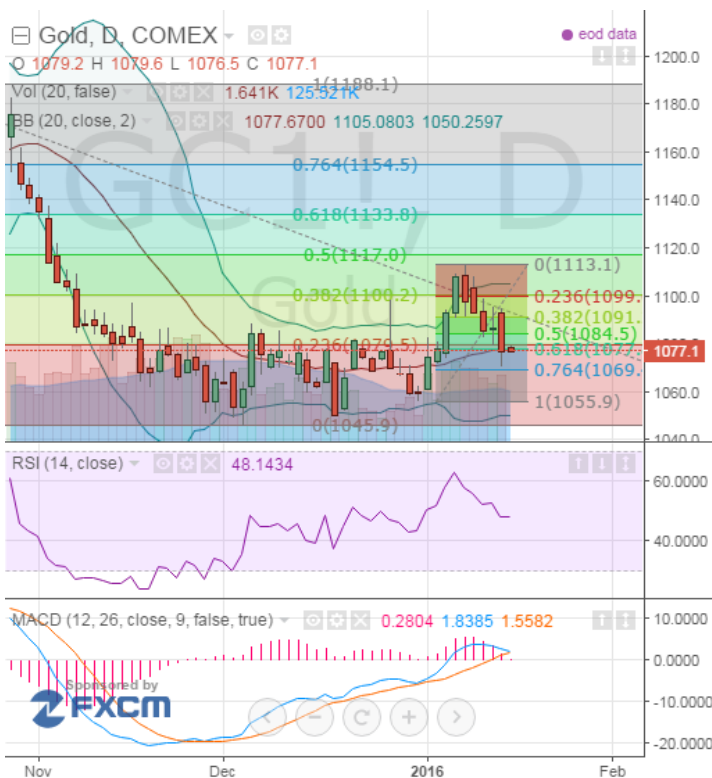 Gold, D, COMEX
eod data
O 1079.2 H 1079.6 L 1076.5 C 1077.1
1(1188.1)
Vol (20, false) 1.641K 125.521K
BB (20, close, 2) 1077.6700 1105.0803 1050.2597
GC1!, D
Gold
0.764(1154.5)
0.618(1133.8)
0.5(1117.0)
0.382(1100.2)
0.236(1079.5)
0(1045.9)
0(1113.1)
0.236(1099.
0.382(1091.
0.5(1084.5)
0.618(1077.
0.764(1069.
1(1055.9)
1200.0
1180.0
1160.0
1140.0
1120.0
1100.0
1077.1
1060.0
1040.0
RSI (14, close) 48.1434
60.0000
40.0000
MACD (12, 26, close, 9, false, true) 0.2804 1.8385 1.5582
10.0000
0.0000
-10.0000
-20.0000
Sponsored by
FXCM
Nov Dec 2016 Feb